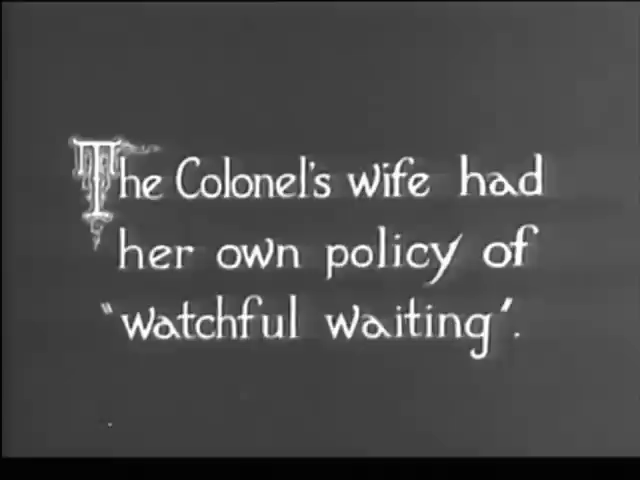 The Colonel's wife had
her own policy of
"watchful waiting".